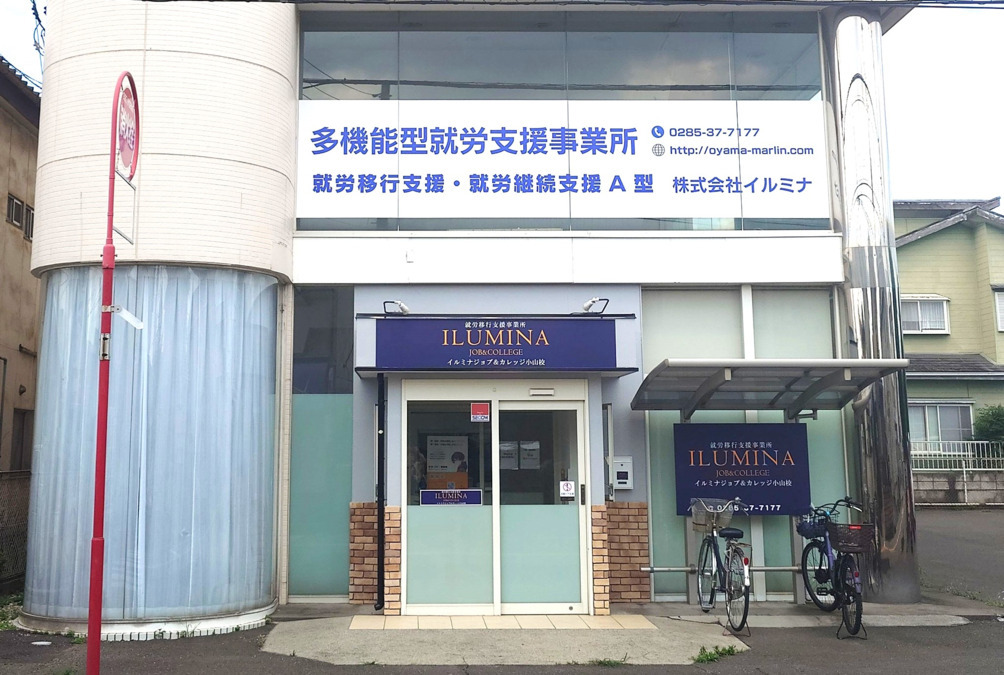 多機能型就労支援事業所
0285-37-7177
http://oyama-marlin.com
就労移行支援・就労継続支援A型 株式会社イルミナ
就労移行支援事業所
ILUMINA
JOB&COLLEGE
イルミナジョブ&カレッジ小山校
SECOM
ILUMINA
就労移行支援事業所
ILUMINA
JOB&COLLEGE
イルミナジョブ&カレッジ小山校
0285-37-7177